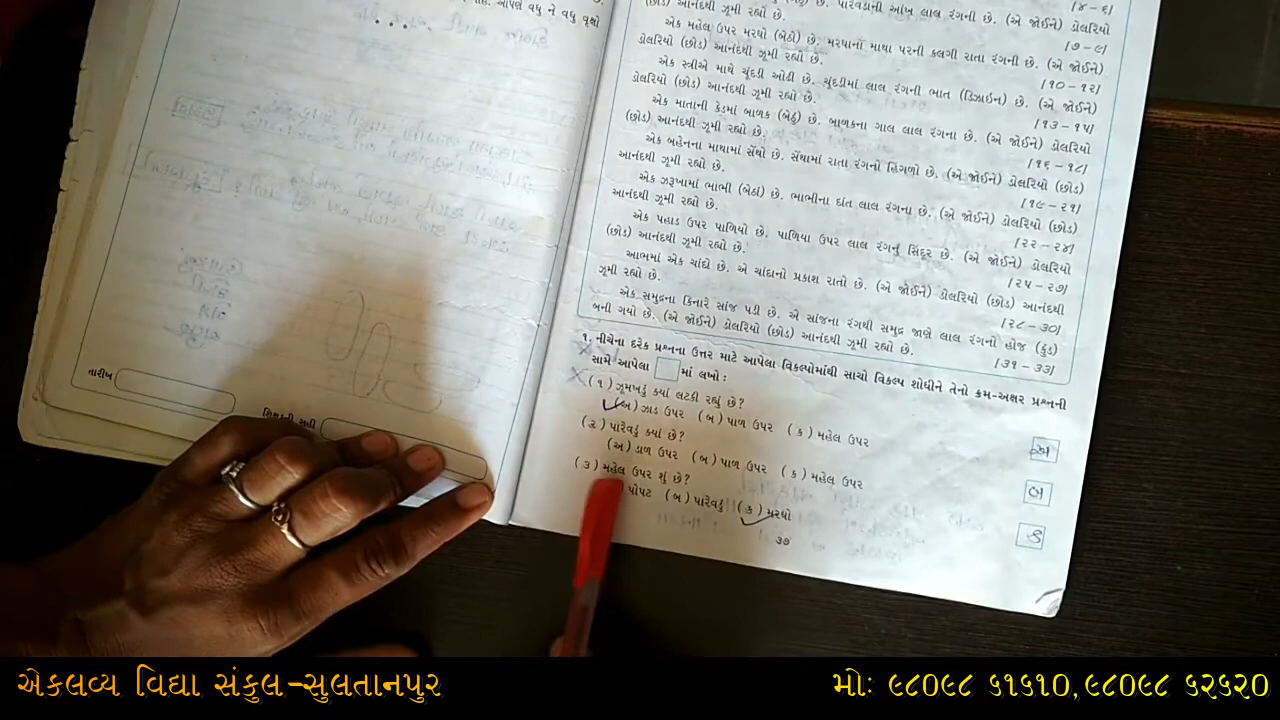 નહિ. આપણે વધુ ને વધુ વૃક્ષો
તારીખ
છે. પારેવડાની આંખ લાલ રંગની છે. (એ જોઈને) ડોલરિયો
(છોડ) આનંદથી ઝૂમી રહ્યો છે.
/૪ – ૬/
એક મહેલ ઉપર મરઘો (બેઠો) છે. મરઘાના માથા પરની કલગી રાતા રંગની છે. (એ જોઈને)
ડોલરિયો (છોડ) આનંદથી ઝૂમી રહ્યો છે.
/૭ – ૯/
એક સ્ત્રીએ માથે ચૂંદડી ઓઢી છે. ચૂંદડીમાં લાલ રંગની ભાત (ડિઝાઇન) છે. (એ જોઈને)
ડોલરિયો (છોડ) આનંદથી ઝૂમી રહ્યો છે.
/૧૦ – ૧૨/
એક માતાની કેડમાં બાળક (બેઠું) છે. બાળકના ગાલ લાલ રંગના છે. (એ જોઈને) ડોલરિયો
(છોડ) આનંદથી ઝૂમી રહ્યો છે.
/૧૩ – ૧૫/
એક બહેનના માથામાં સેંથો છે. સેંથામાં રાતા રંગનો હિંગળો છે. (એ જોઈને) ડોલરિયો (છોડ)
આનંદથી ઝૂમી રહ્યો છે.
/૧૬ – ૧૮/
એક ઝરૂખામાં ભાભી (બેઠાં) છે. ભાભીના દાંત લાલ રંગના છે. (એ જોઈને) ડોલરિયો (છોડ)
આનંદથી ઝૂમી રહ્યો છે.
/૧૯ – ૨૧/
એક પહાડ ઉપર પાળિયો છે. પાળિયા ઉપર લાલ રંગનું સિંદૂર છે. (એ જોઈને) ડોલરિયો
(છોડ) આનંદથી ઝૂમી રહ્યો છે.
/૨૨ – ૨૪/
આભમાં એક ચાંદો છે. એ ચાંદાનો પ્રકાશ રાતો છે. (એ જોઈને) ડોલરિયો (છોડ) આનંદથી
ઝૂમી રહ્યો છે.
/૨૫ – ૨૭/
એક સમુદ્રના કિનારે સાંજ પડી છે. એ સાંજના રંગથી સમુદ્ર જાણે લાલ રંગનો હોજ (કુંડ)
/૨૮ – ૩૦/
બની ગયો છે. (એ જોઈને) ડોલરિયો (છોડ) આનંદથી ઝૂમી રહ્યો છે.
/૩૧ – ૩૩/
૧. નીચેના દરેક પ્રશ્નના ઉત્તર માટે આપેલા વિકલ્પોમાંથી સાચો વિકલ્પ શોધીને તેનો ક્રમ-અક્ષર પ્રશ્નની
સામે આપેલા માં લખો :
(૧) ઝૂમખડું ક્યાં લટકી રહ્યું છે?
અ) ઝાડ ઉપર (બ) પાળ ઉપર (ક) મહેલ ઉપર
અ
(૨) પારેવડું ક્યાં છે?
(અ) ડાળ ઉપર (બ) પાળ ઉપર (ક) મહેલ ઉપર
બ
(૩) મહેલ ઉપર શું છે?
પોપટ (બ) પારેવડું (ક) મરઘો
ક
૩૭
એકલવ્ય વિદ્યા સંકુલ-સુલતાનપુર
મોઃ ૯૮૦૯૮ ૬૧૬૧૦,૯૮૦૯૮ ૬૨૬૨૦